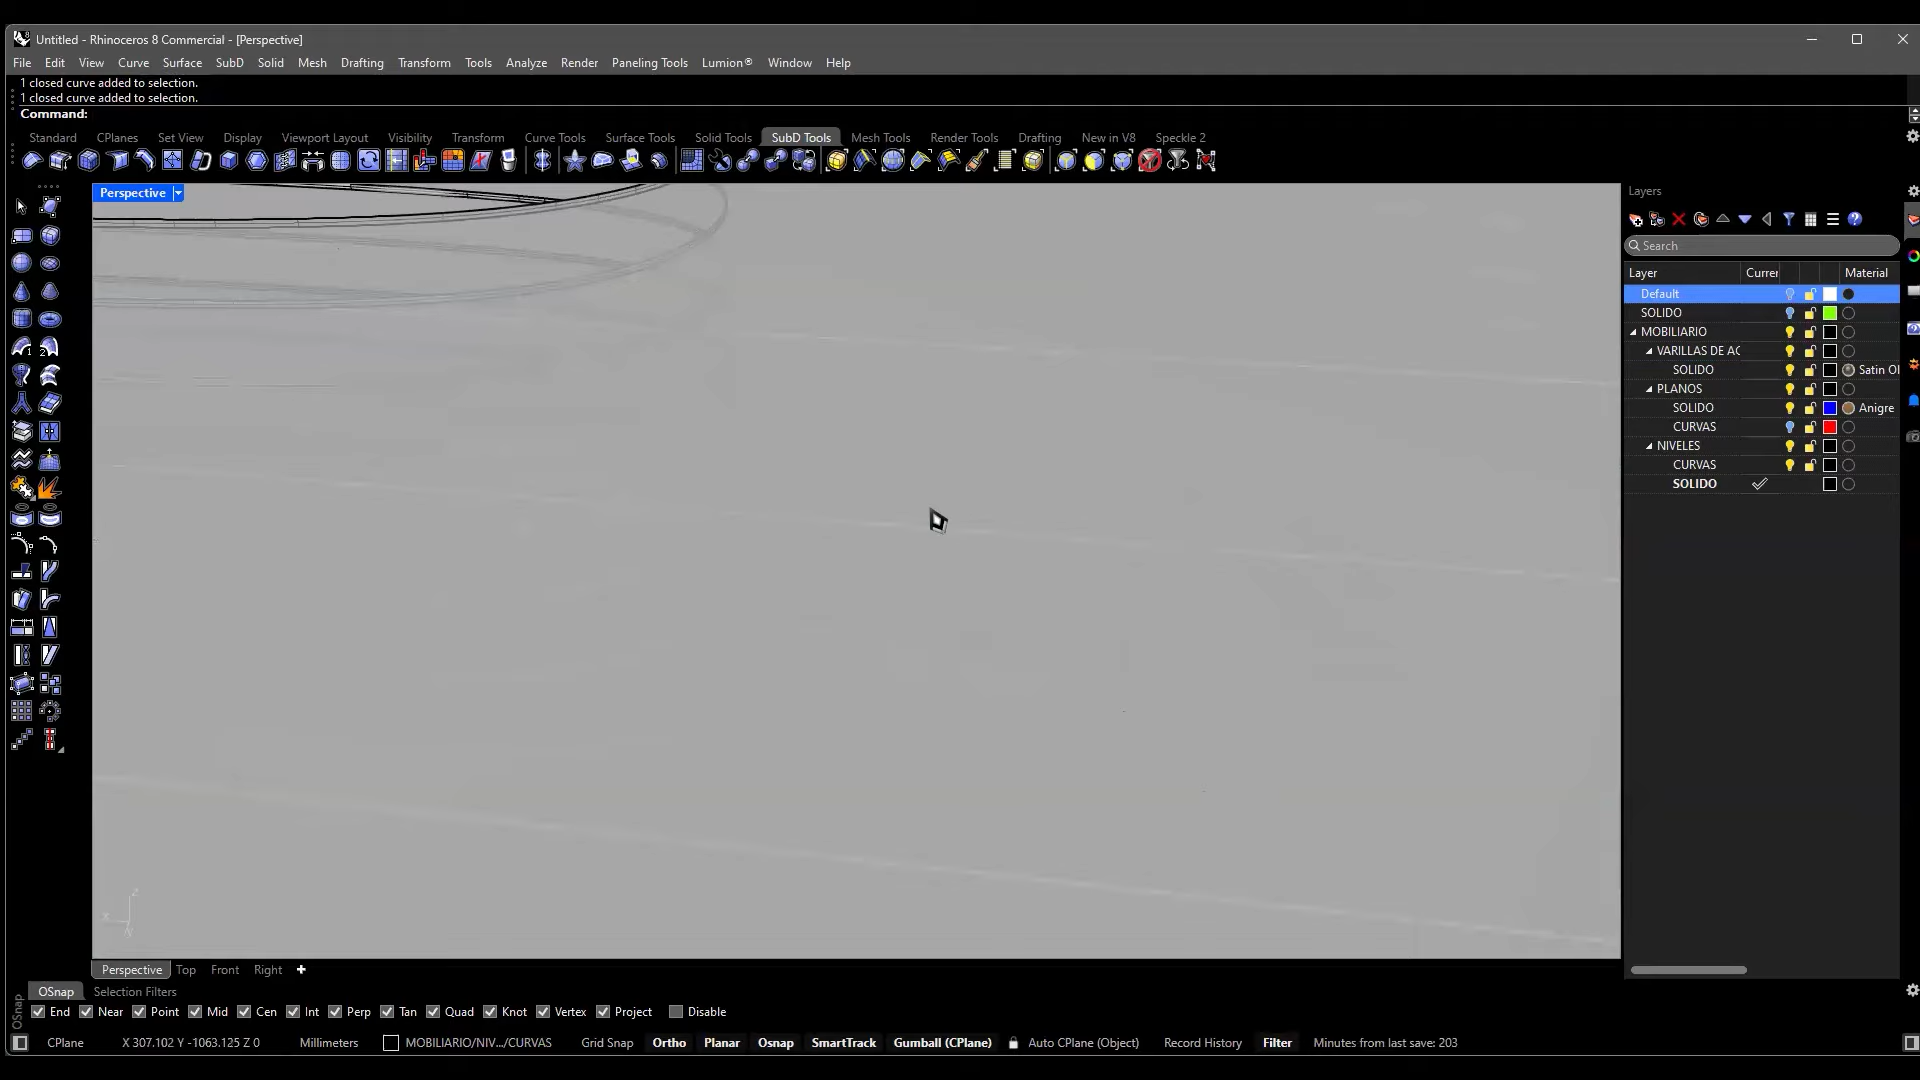 Untitled - Rhinoceros 8 Commercial - [Perspective]
File Edit View Curve Surface SubD Solid Mesh Drafting Transform Tools Analyze Render Paneling Tools Lumion® Window Help
1 closed curve added to selection.
1 closed curve added to selection.
Command:
Standard CPlanes Set View Display Viewport Layout Visibility Transform Curve Tools Surface Tools Solid Tools SubD Tools Mesh Tools Render Tools Drafting New in V8 Speckle 2
Perspective
Layers
Search
Layer Currer Material
Default
SOLIDO
MOBILIARIO
VARILLAS DE AC
SOLIDO Satin Ol
PLANOS
SOLIDO Anigre
CURVAS
NIVELES
CURVAS
SOLIDO
z
x
Perspective Top Front Right
OSnap Selection Filters
OSnap
End Near Point Mid Cen Int Perp Tan Quad Knot Vertex Project Disable
CPlane X 307.102 Y -1063.125 Z 0 Millimeters MOBILIARIO/NIV.../CURVAS Grid Snap Ortho Planar Osnap SmartTrack Gumball (CPlane) Auto CPlane (Object) Record History Filter Minutes from last save: 203